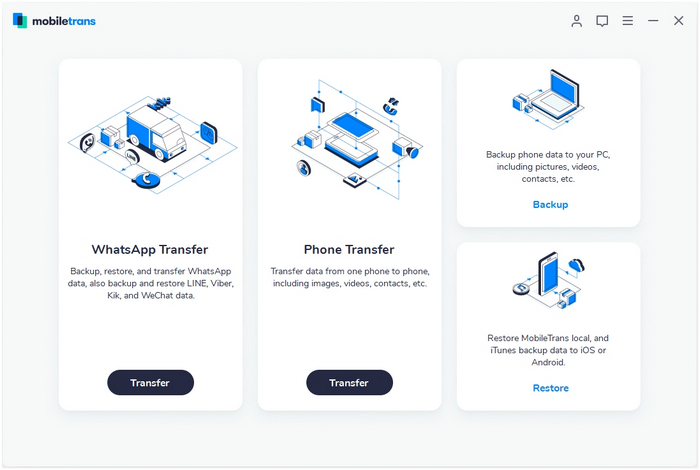 mobiletrans
WhatsApp Transfer
Backup, restore, and transfer WhatsApp
data, also backup and restore LINE, Viber,
Kik, and WeChat data.
Transfer
Phone Transfer
Transfer data from one phone to phone,
including images, videos, contacts, etc.
Transfer
Backup phone data to your PC,
including pictures, videos,
contacts, etc.
Backup
Restore MobileTrans local, and
iTunes backup data to iOS or
Android.
Restore